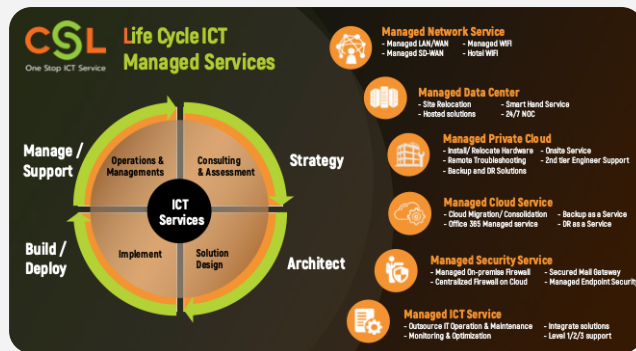 CSL
One Stop ICT Service
Life Cycle ICT
Managed Services
Manage /
Support
Strategy
Build /
Deploy
Architect
Operations &
Managements
Consulting
& Assessment
ICT
Services
Implement
Solution
Design
Managed Network Service
- Managed LAN/WAN - Managed WIFI
- Managed SD-WAN - Hotel WIFI
Managed Data Center
- Site Relocation - Smart Hand Service
- Hosted solutions - 24/7 NOC
Managed Private Cloud
- Install/Relocate Hardware - Onsite Service
- Remote Troubleshooting - 2nd tier Engineer Support
- Backup and DR Solutions
Managed Cloud Service
- Cloud Migration/Consolidation - Backup as a Service
- Office 365 Managed service - DR as a Service
Managed Security Service
- Managed On-premise Firewall - Secured Mail Gateway
- Centralized Firewall on Cloud - Managed Endpoint Security
Managed ICT Service
- Outsource IT Operation & Maintenance - Integrate solutions
- Monitoring & Optimization - Level 1/2/3 support